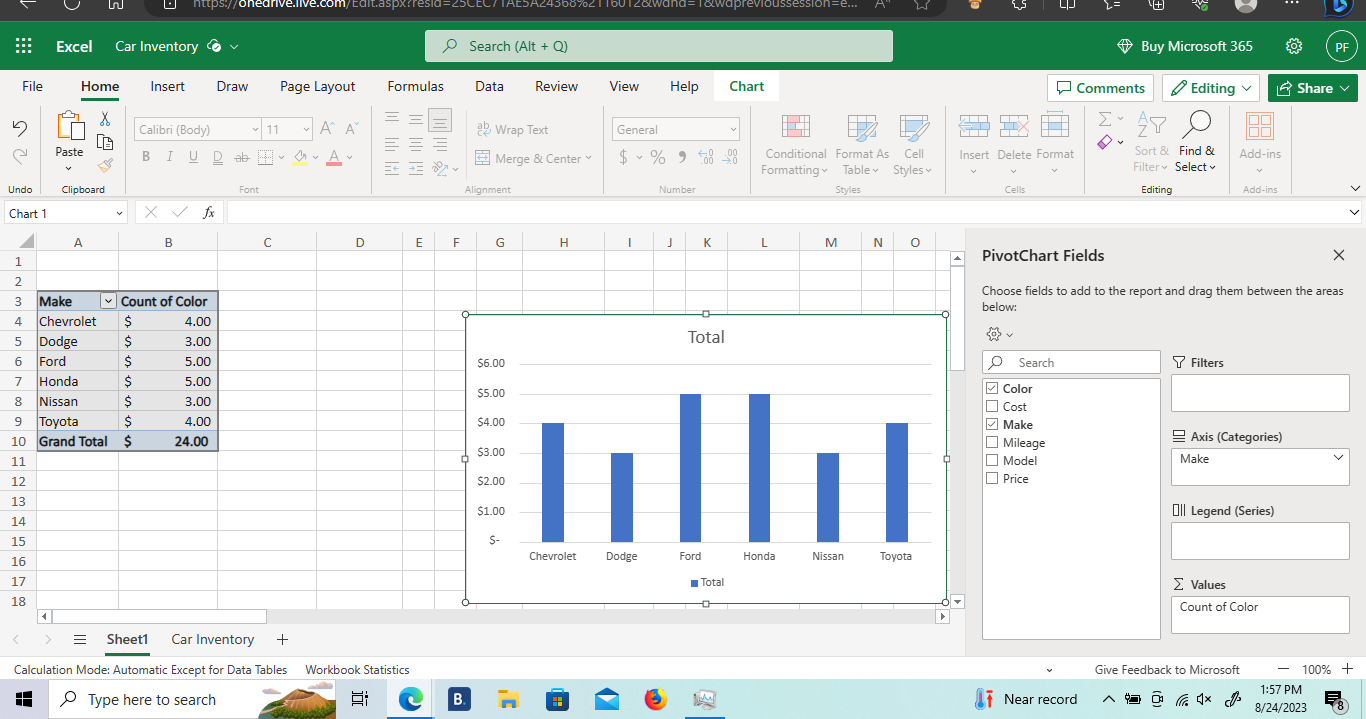 https://onedrive.live.com/Edit.aspx?resid=25CEC71AE5A24368%2116012&wdnd=1&wdprevioussession=e...
Excel Car Inventory Search (Alt + Q) Buy Microsoft 365 PF
File Home Insert Draw Page Layout Formulas Data Review View Help Chart Comments Editing Share
Calibri (Body) 11 Wrap Text General
Paste Merge & Center Conditional Formatting Format As Table Cell Styles Insert Delete Format Sort & Filter Find & Select Add-ins
Undo Clipboard Font Alignment Number Styles Cells Editing Add-ins
Chart 1 fx
A B C D E F G H I J K L M N O
1
2
3 Make Count of Color
4 Chevrolet $ 4.00
5 Dodge $ 3.00
6 Ford $ 5.00
7 Honda $ 5.00
8 Nissan $ 3.00
9 Toyota $ 4.00
10 Grand Total $ 24.00
11
12
13
14
15
16
17
18
Total
$6.00
$5.00
$4.00
$3.00
$2.00
$1.00
$-
Chevrolet Dodge Ford Honda Nissan Toyota
Total
PivotChart Fields
Choose fields to add to the report and drag them between the areas
below:
Search
Color
Cost
Make
Mileage
Model
Price
Filters
Axis (Categories)
Make
Legend (Series)
Values
Count of Color
Sheet1 Car Inventory
Calculation Mode: Automatic Except for Data Tables Workbook Statistics Give Feedback to Microsoft 100%
Type here to search Near record 1:57 PM
8/24/2023 8